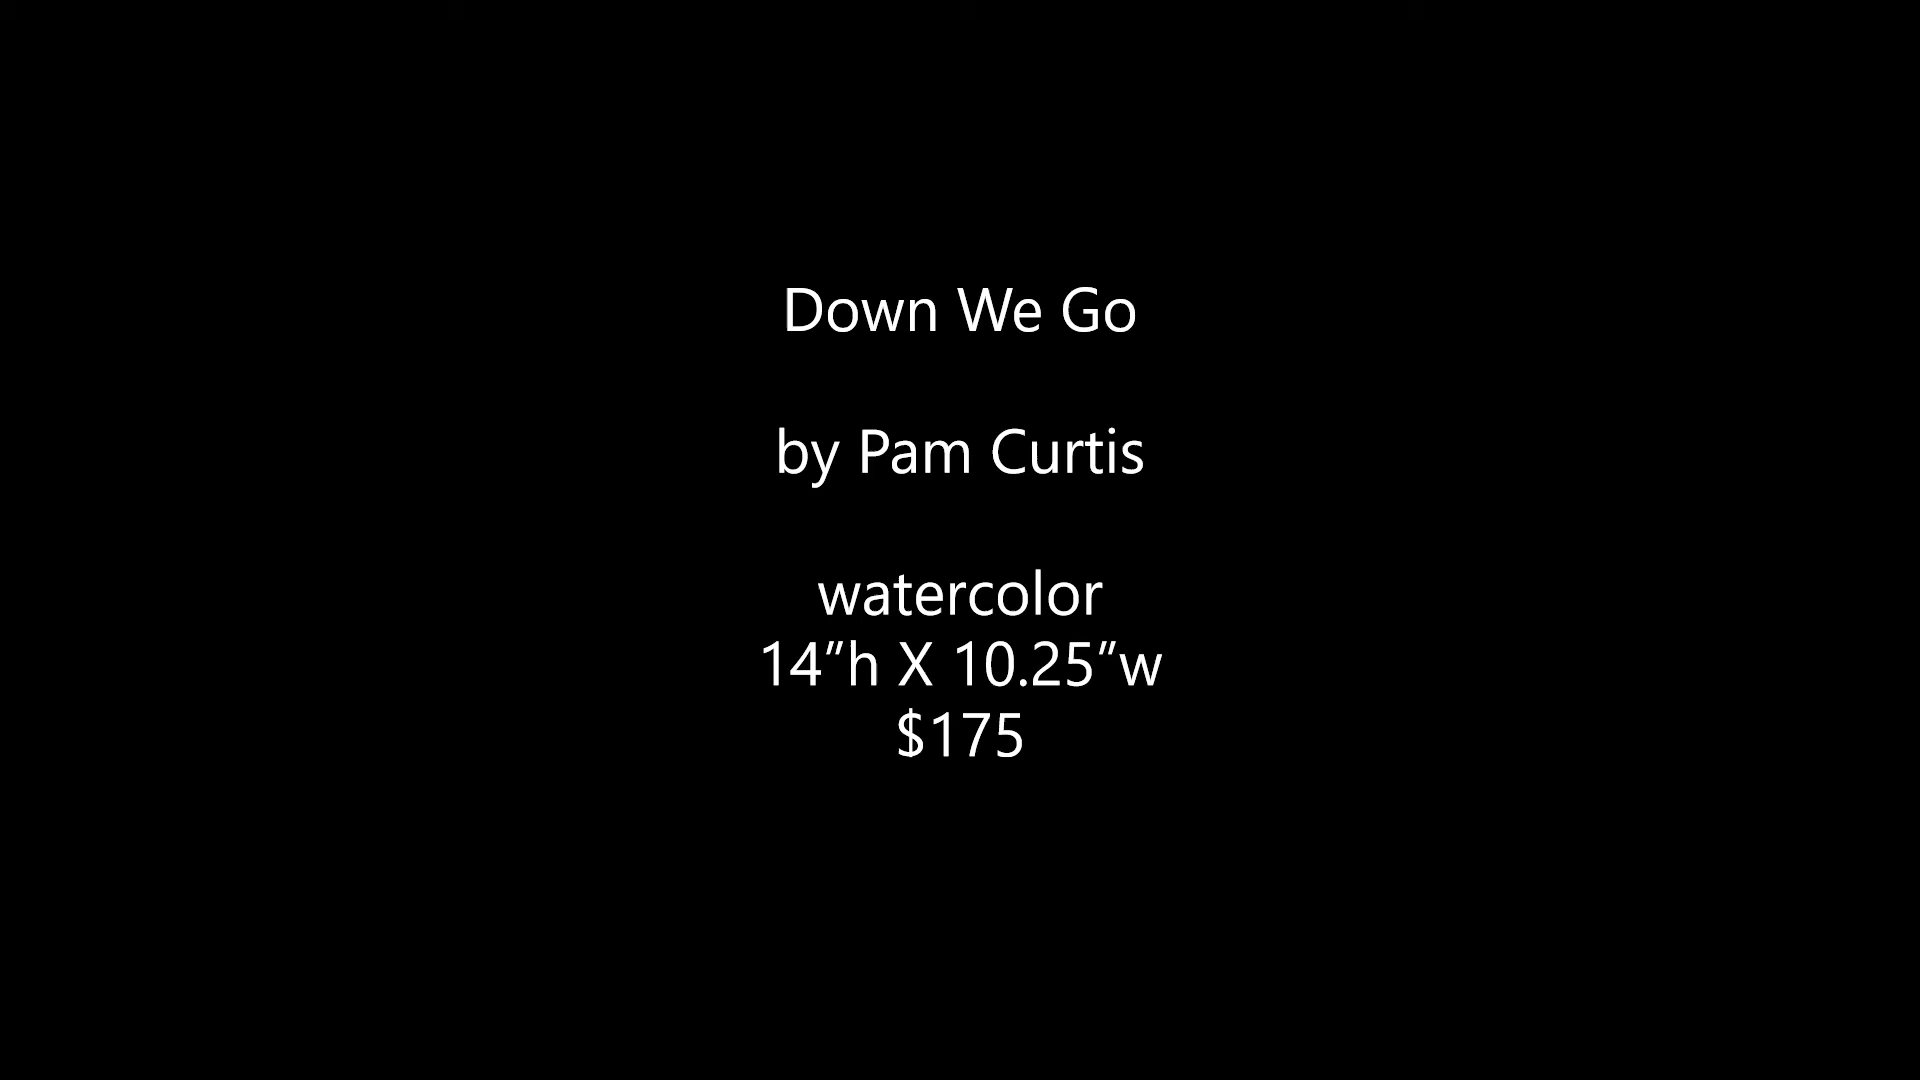 Down We Go
by Pam Curtis
watercolor
14”h X 10.25”w
$175